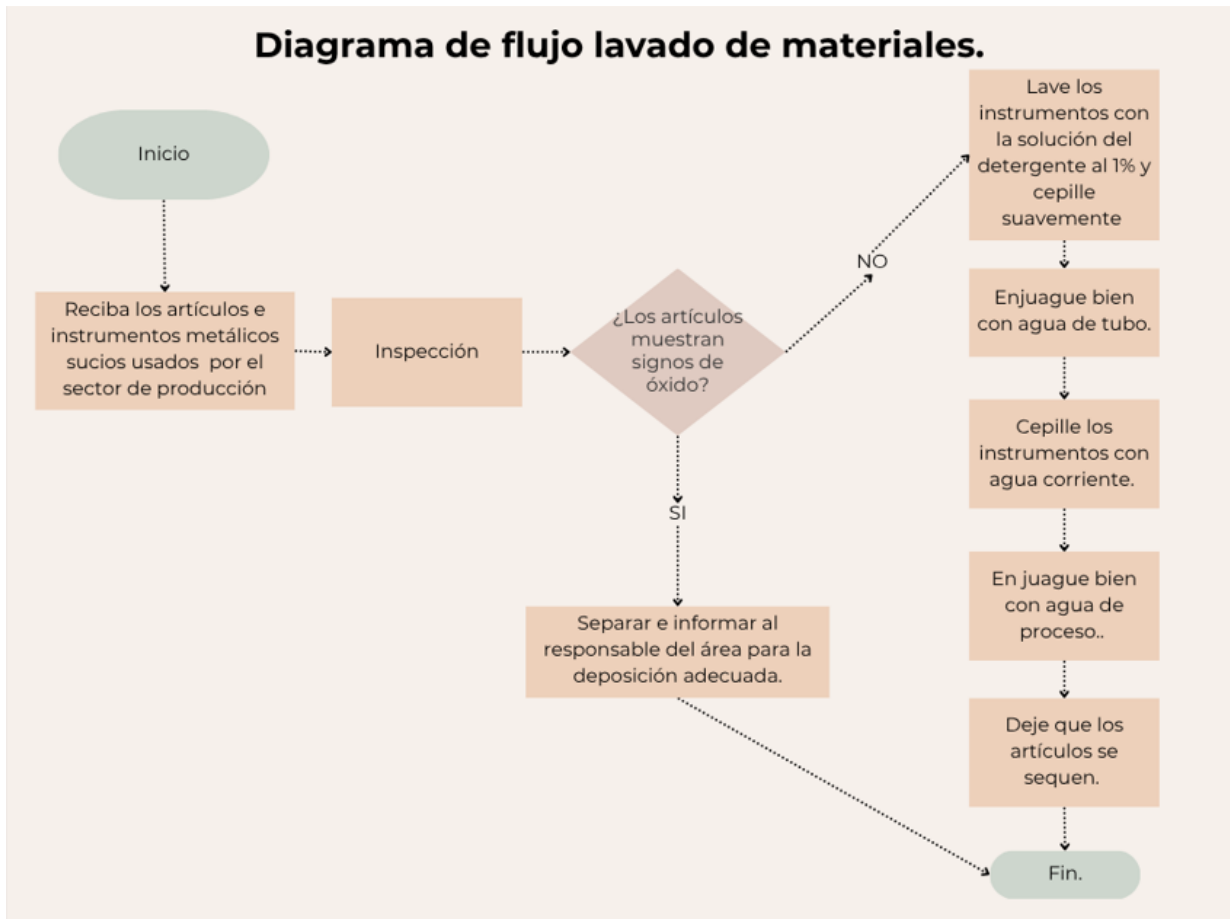 Diagrama de flujo lavado de materiales.
Inicio
Reciba los artículos e
instrumentos metálicos
sucios usados por el
sector de producción
Inspección
¿Los artículos
muestran
signos de
óxido?
NO
SI
Separar e informar al
responsable del área para la
deposición adecuada.
Lave los
instrumentos con
la solución del
detergente al 1% y
cepille
suavemente
Enjuague bien
con agua de tubo.
Cepille los
instrumentos con
agua corriente.
En juague bien
con agua de
proceso..
Deje que los
artículos se
sequen.
Fin.